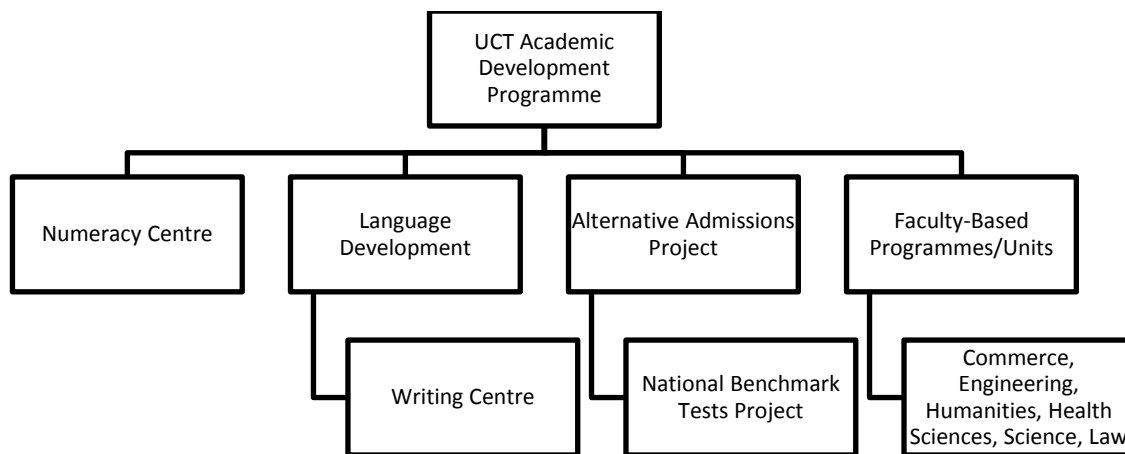 UCT Academic
Development
Programme
Numeracy Centre
Language
Development
Alternative Admissions
Project
Faculty-Based
Programmes/Units
Writing Centre
National Benchmark
Tests Project
Commerce,
Engineering,
Humanities, Health
Sciences, Science, Law